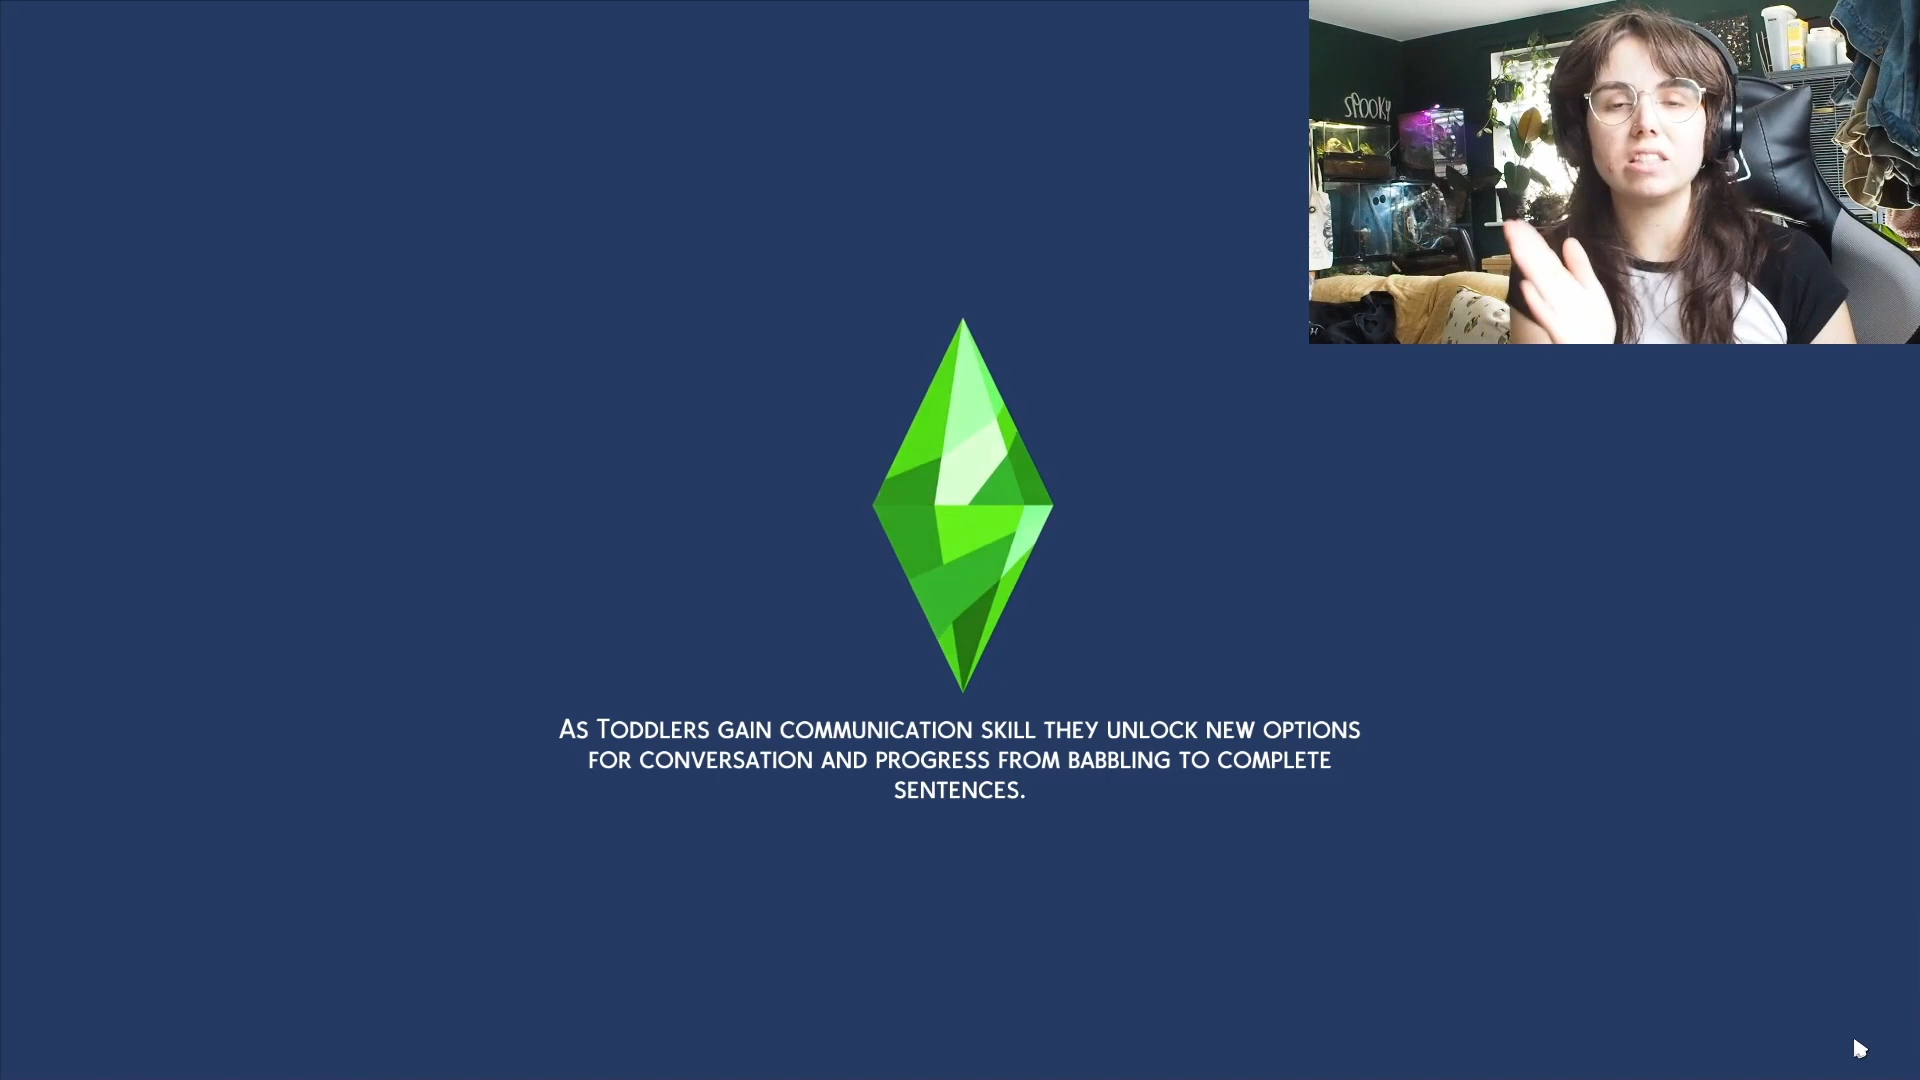 SPOOKY
As Toddlers gain communication skill they unlock new options
for conversation and progress from babbling to complete
sentences.